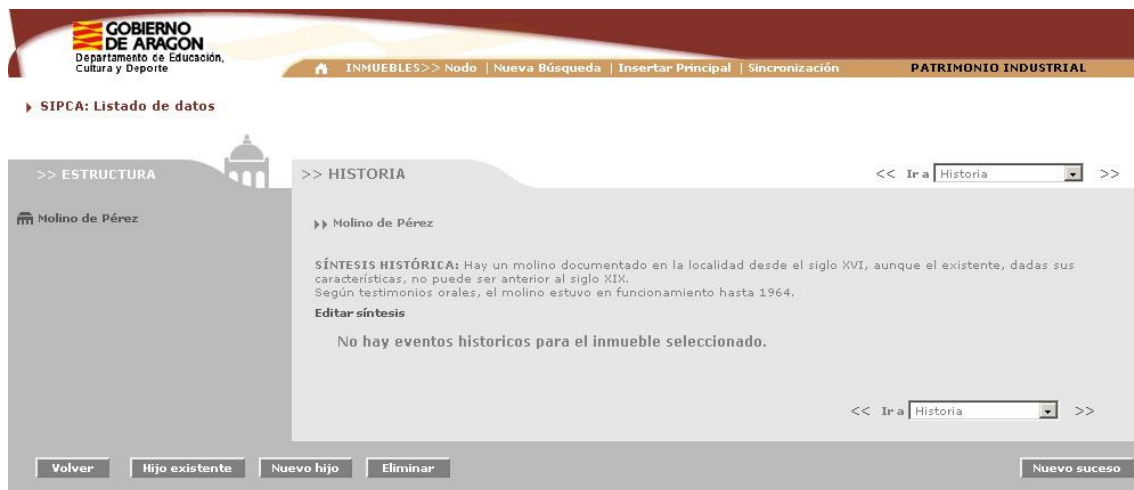 GOBIERNO
DE ARAGON
Departamento de Educación,
Cultura y Deporte
INMUEBLES>> Nodo | Nueva Búsqueda | Insertar Principal | Sincronización
PATRIMONIO INDUSTRIAL
SIPCA: Listado de datos
>> ESTRUCTURA
>> HISTORIA
<< Ir a Historia >>
Molino de Pérez
Molino de Pérez
SÍNTESIS HISTÓRICA: Hay un molino documentado en la localidad desde el siglo XVI, aunque el existente, dadas sus
características, no puede ser anterior al siglo XIX.
Según testimonios orales, el molino estuvo en funcionamiento hasta 1964.
Editar síntesis
No hay eventos historicos para el inmueble seleccionado.
<< Ir a Historia >>
Volver Hijo existente Nuevo hijo Eliminar Nuevo suceso